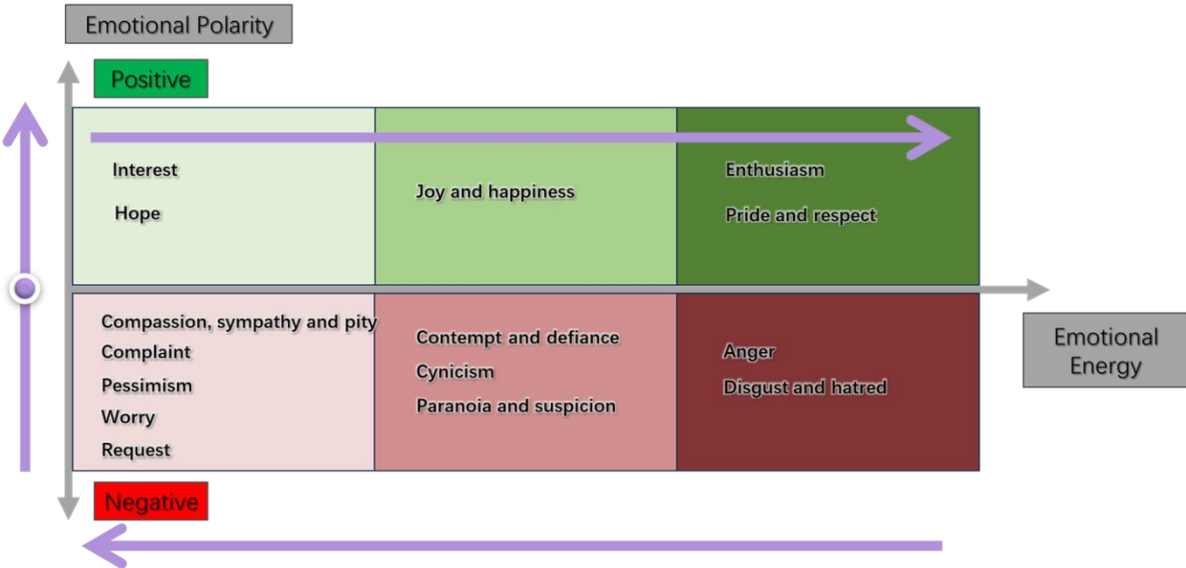 Emotional Polarity
Positive
Interest
Hope
Joy and happiness
Enthusiasm
Pride and respect
Compassion, sympathy and pity
Complaint
Pessimism
Worry
Request
Contempt and defiance
Cynicism
Paranoia and suspicion
Anger
Disgust and hatred
Emotional
Energy
Negative